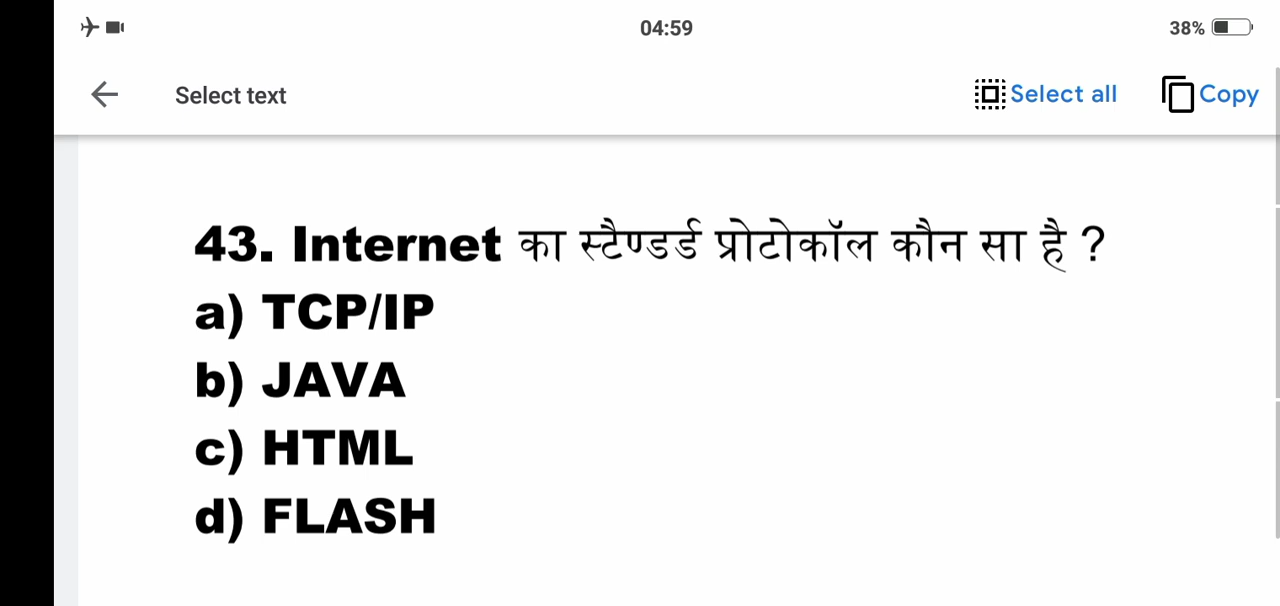 04:59
38%
Select text
Select all
Copy
43. Internet का स्टैण्डर्ड प्रोटोकॉल कौन सा है ?
a) TCP/IP
b) JAVA
c) HTML
d) FLASH